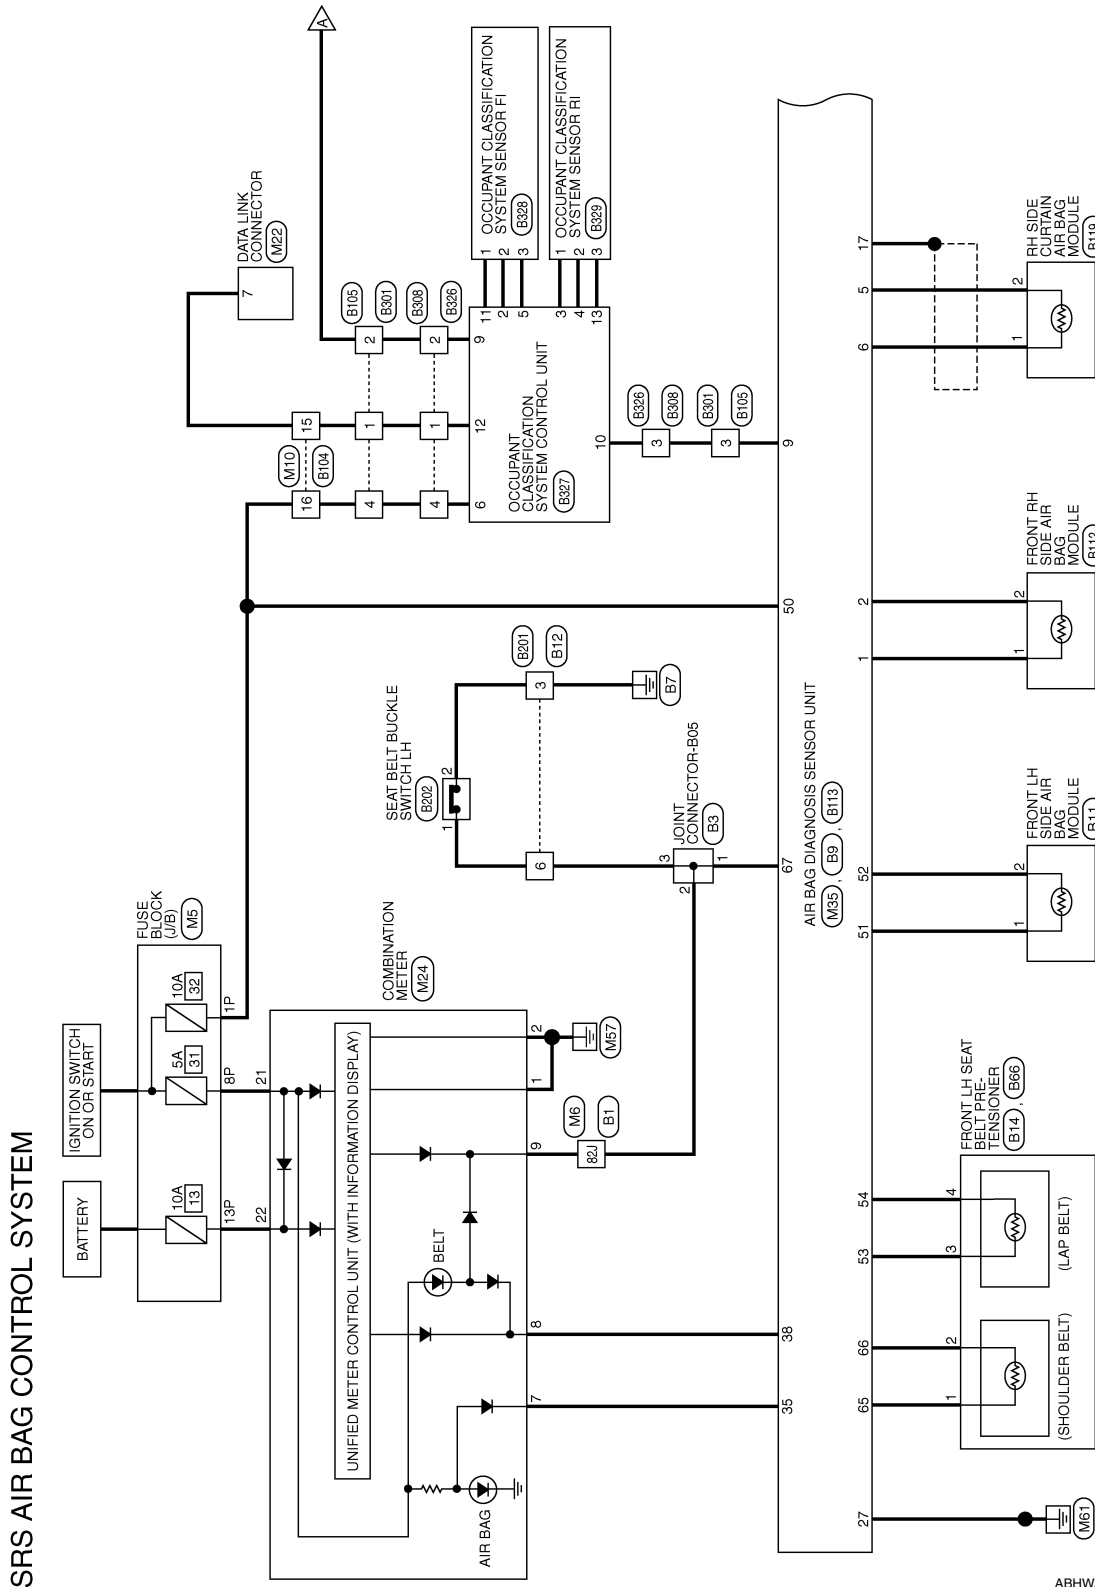 SRS AIR BAG CONTROL SYSTEM
BATTERY
IGNITION SWITCH
ON OR START
FUSE
BLOCK
(J/B)
M5
10A
13
5A
31
10A
32
13P
8P
1P
22
21
COMBINATION
METER
M24
UNIFIED METER CONTROL UNIT (WITH INFORMATION DISPLAY)
AIR BAG
BELT
7
8
9
1
2
M57
82J
M6
B1
SEAT BELT BUCKLE
SWITCH LH
B202
1
2
6
3
B201
B12
B7
JOINT
CONNECTOR-B05
B3
3
2
1
DATA LINK
CONNECTOR
M22
7
A
M10
B104
16
15
4
1
2
B105
B301
4
1
2
B308
B326
6
12
9
OCCUPANT
CLASSIFICATION
SYSTEM CONTROL UNIT
B327
11
2
5
3
4
13
10
1
2
3
OCCUPANT CLASSIFICATION
SYSTEM SENSOR FI
B328
1
2
3
OCCUPANT CLASSIFICATION
SYSTEM SENSOR RI
B329
3
B326
B308
3
B301
B105
35
38
67
50
9
AIR BAG DIAGNOSIS SENSOR UNIT
M35 , B9 , B113
27
65
66
53
54
51
52
1
2
6
5
17
M61
1
2
3
4
(SHOULDER BELT)
(LAP BELT)
FRONT LH SEAT
BELT PRE-
TENSIONER
B14 , B66
1
2
FRONT LH
SIDE AIR
BAG
MODULE
B11
1
2
FRONT RH
SIDE AIR
BAG
MODULE
B112
1
2
RH SIDE
CURTAIN
AIR BAG
MODULE
B119
ABHW